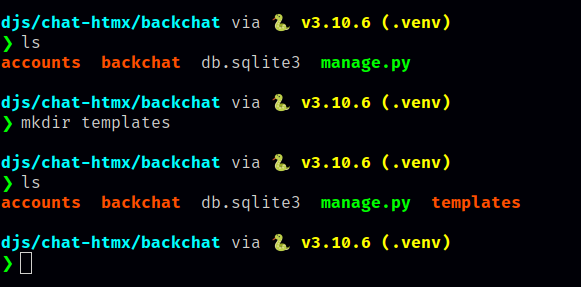 djs/chat-htmx/backchat via 🐍 v3.10.6 (.venv)
❯ ls
accounts backchat db.sqlite3 manage.py
djs/chat-htmx/backchat via 🐍 v3.10.6 (.venv)
❯ mkdir templates
djs/chat-htmx/backchat via 🐍 v3.10.6 (.venv)
❯ ls
accounts backchat db.sqlite3 manage.py templates
djs/chat-htmx/backchat via 🐍 v3.10.6 (.venv)
❯